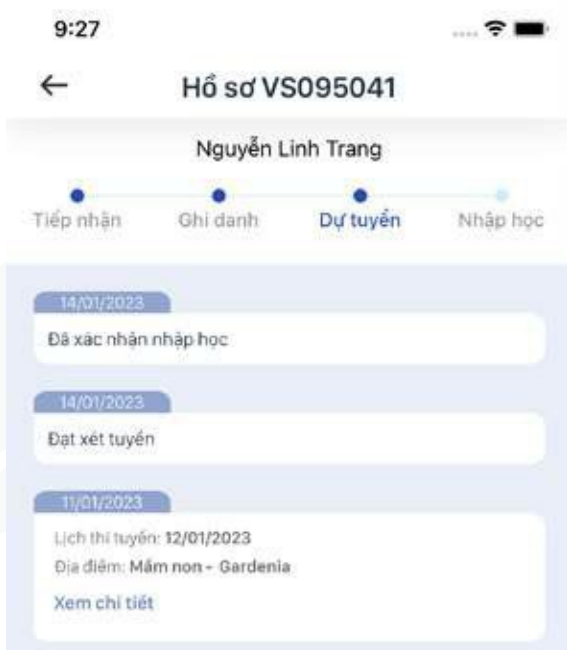 9:27
Hồ sơ VS095041
Nguyễn Linh Trang
Tiếp nhận Ghi danh Dự tuyển Nhập học
14/01/2023
Đã xác nhận nhập học
14/01/2023
Đạt xét tuyển
11/01/2023
Lịch thi tuyển: 12/01/2023
Địa điểm: Mầm non - Gardenia
Xem chi tiết